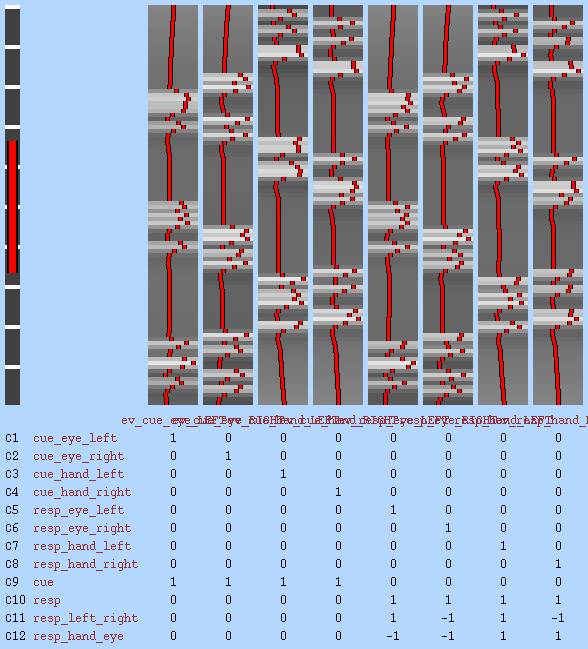 C1 cue_eye_left 1 0 0 0 0 0 0 0
C2 cue_eye_right 0 1 0 0 0 0 0 0
C3 cue_hand_left 0 0 1 0 0 0 0 0
C4 cue_hand_right 0 0 0 1 0 0 0 0
C5 resp_eye_left 0 0 0 0 1 0 0 0
C6 resp_eye_right 0 0 0 0 0 1 0 0
C7 resp_hand_left 0 0 0 0 0 0 1 0
C8 resp_hand_right 0 0 0 0 0 0 0 1
C9 cue 1 1 1 1 0 0 0 0
C10 resp 0 0 0 0 1 1 1 1
C11 resp_left_right 0 0 0 0 1 -1 1 -1
C12 resp_hand_eye 0 0 0 0 -1 -1 1 1